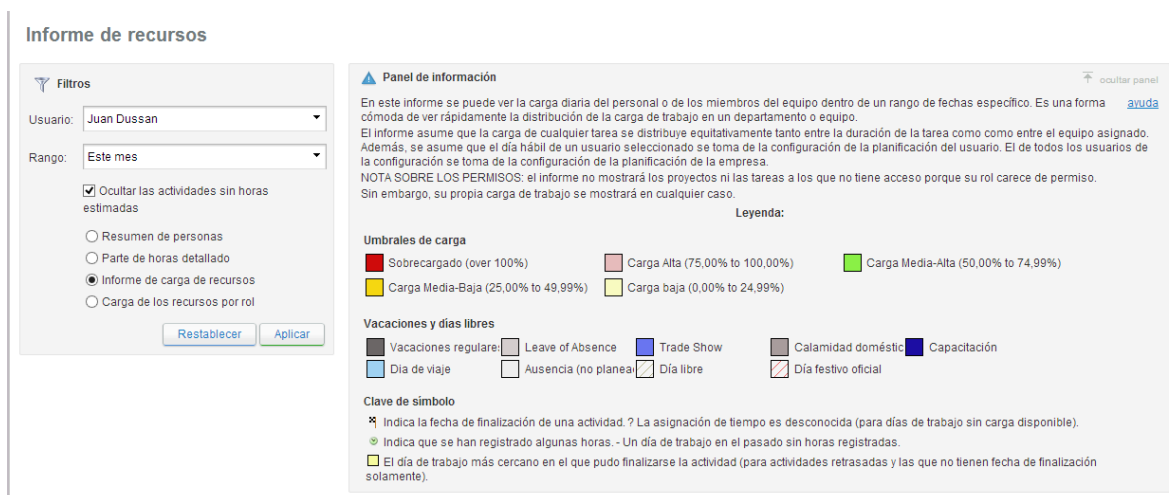 Informe de recursos
Filtros
Usuario: Juan Dussan
Rango: Este mes
Ocultar las actividades sin horas
estimadas
Resumen de personas
Parte de horas detallado
Informe de carga de recursos
Carga de los recursos por rol
Restablecer Aplicar
Panel de información ocultar panel
En este informe se puede ver la carga diaria del personal o de los miembros del equipo dentro de un rango de fechas específico. Es una forma ayuda
cómoda de ver rápidamente la distribución de la carga de trabajo en un departamento o equipo.
El informe asume que la carga de cualquier tarea se distribuye equitativamente tanto entre la duración de la tarea como como entre el equipo asignado.
Además, se asume que el día hábil de un usuario seleccionado se toma de la configuración de la planificación del usuario. El de todos los usuarios de
la configuración se toma de la configuración de la planificación de la empresa.
NOTA SOBRE LOS PERMISOS: el informe no mostrará los proyectos ni las tareas a los que no tiene acceso porque su rol carece de permiso.
Sin embargo, su propia carga de trabajo se mostrará en cualquier caso.
Leyenda:
Umbrales de carga
Sobrecargado (over 100%) Carga Alta (75,00% to 100,00%) Carga Media-Alta (50,00% to 74,99%)
Carga Media-Baja (25,00% to 49,99%) Carga baja (0,00% to 24,99%)
Vacaciones y días libres
Vacaciones regulare Leave of Absence Trade Show Calamidad doméstic Capacitación
Dia de viaje Ausencia (no planea Día libre Día festivo oficial
Clave de símbolo
Indica la fecha de finalización de una actividad. ? La asignación de tiempo es desconocida (para días de trabajo sin carga disponible).
Indica que se han registrado algunas horas. - Un día de trabajo en el pasado sin horas registradas.
El día de trabajo más cercano en el que pudo finalizarse la actividad (para actividades retrasadas y las que no tienen fecha de finalización
solamente).